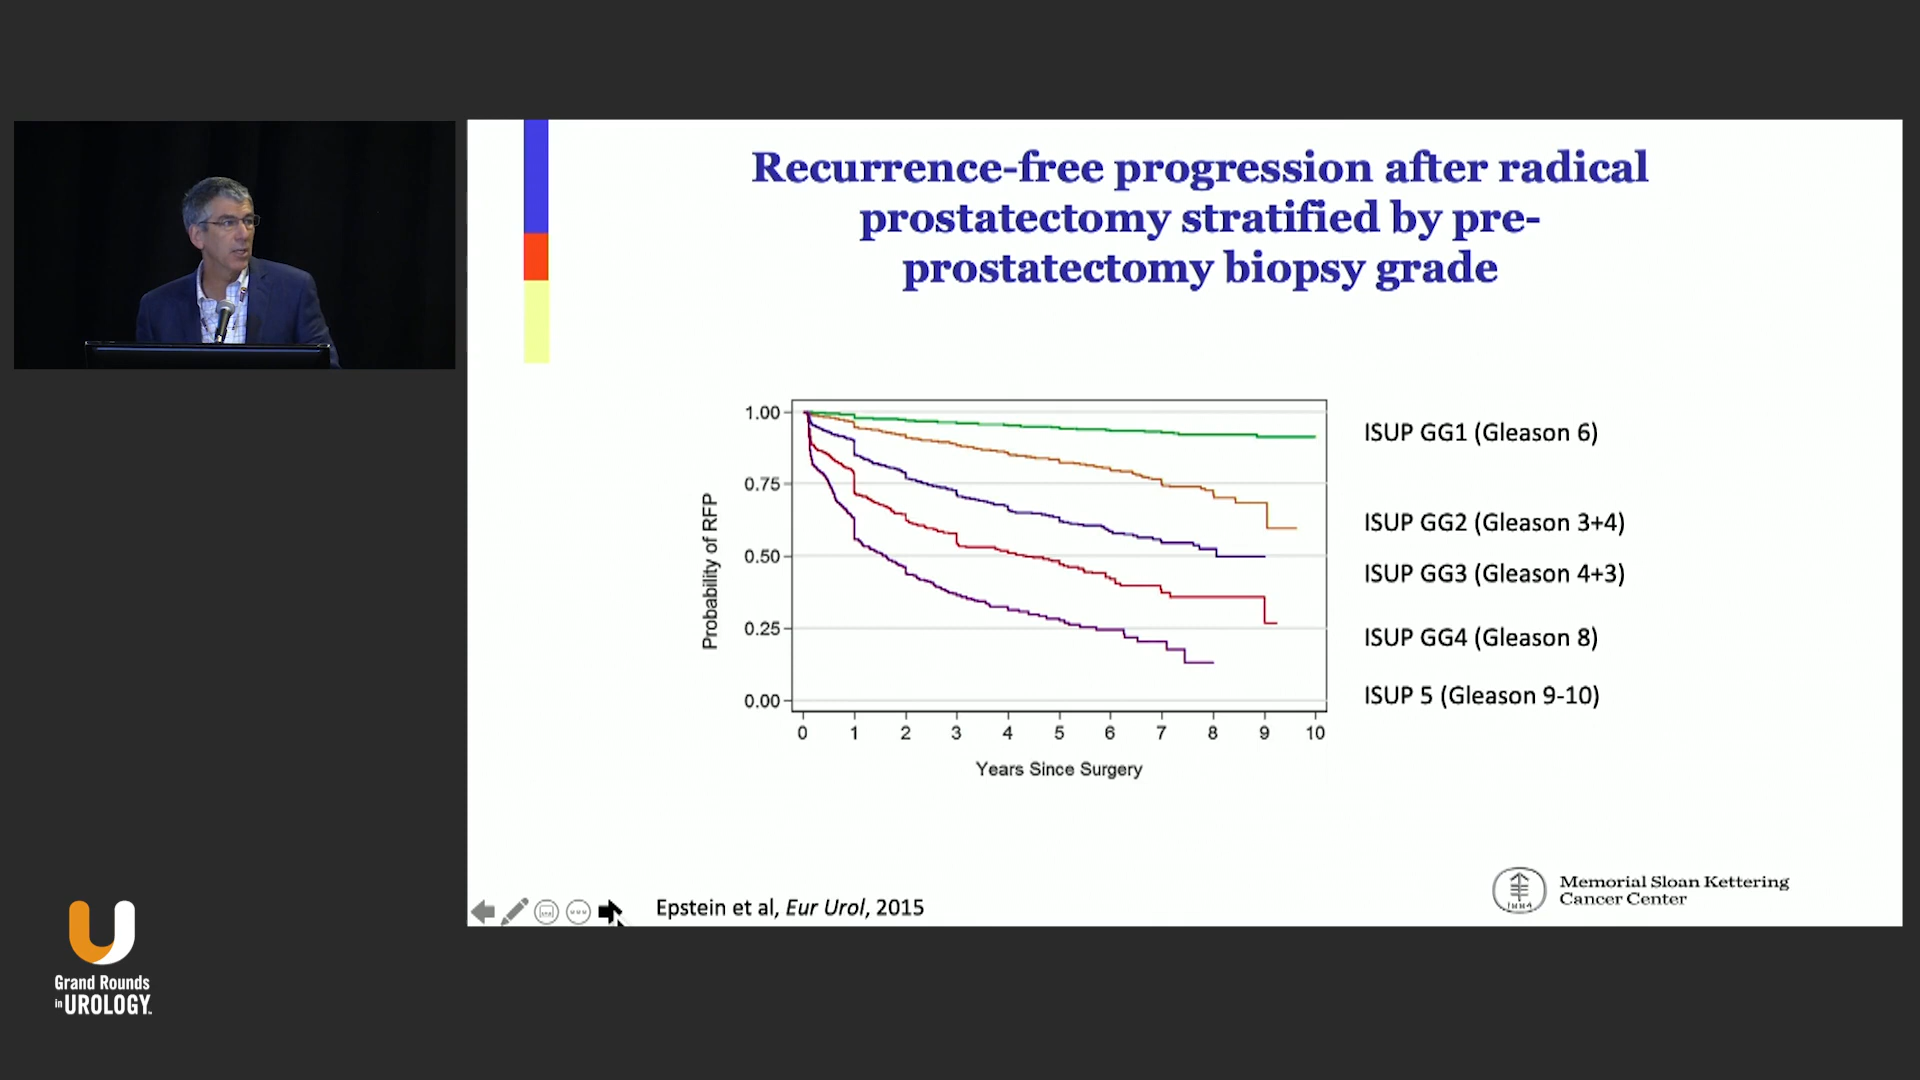 Recurrence-free progression after radical
prostatectomy stratified by pre-
prostatectomy biopsy grade
Probability of RFP
1.00
0.75
0.50
0.25
0.00
0 1 2 3 4 5 6 7 8 9 10
Years Since Surgery
ISUP GG1 (Gleason 6)
ISUP GG2 (Gleason 3+4)
ISUP GG3 (Gleason 4+3)
ISUP GG4 (Gleason 8)
ISUP 5 (Gleason 9-10)
Epstein et al, Eur Urol, 2015
Memorial Sloan Kettering
Cancer Center
Grand Rounds
in UROLOGY